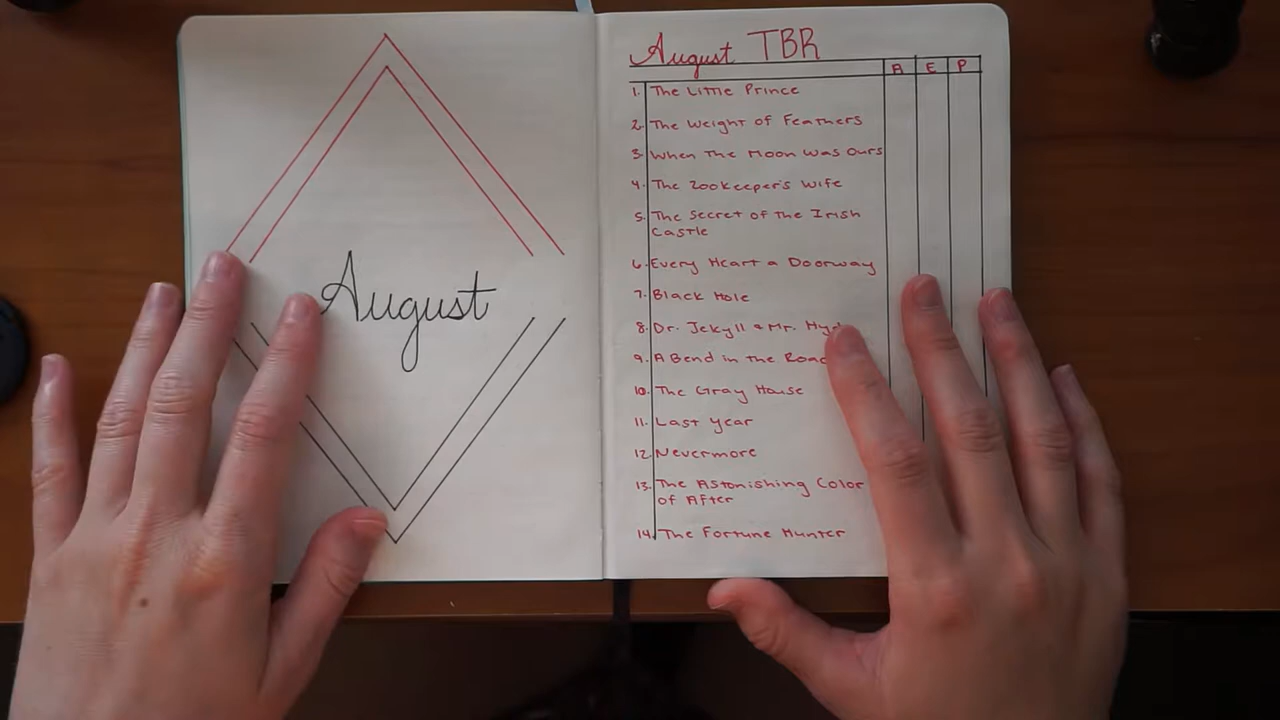 August
August TBR
A E P
1. The Little Prince
2. The Weight of Feathers
3. When The Moon Was Ours
4. The Zookeeper's Wife
5. The Secret of the Irish
Castle
6. Every Heart a Doorway
7. Black Hole
8. Dr. Jekyll & Mr.
9. A Bend in the
10. The Gray House
11. Last Year
12. Nevermore
13. The Astonishing Color
of After
14. The Fortune Hunter